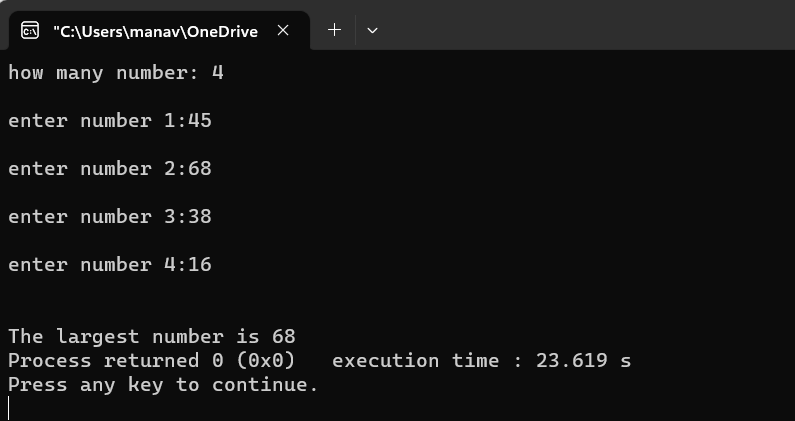 "C:\Users\manav\OneDrive
how many number: 4
enter number 1:45
enter number 2:68
enter number 3:38
enter number 4:16
The largest number is 68
Process returned 0 (0x0)   execution time : 23.619 s
Press any key to continue.